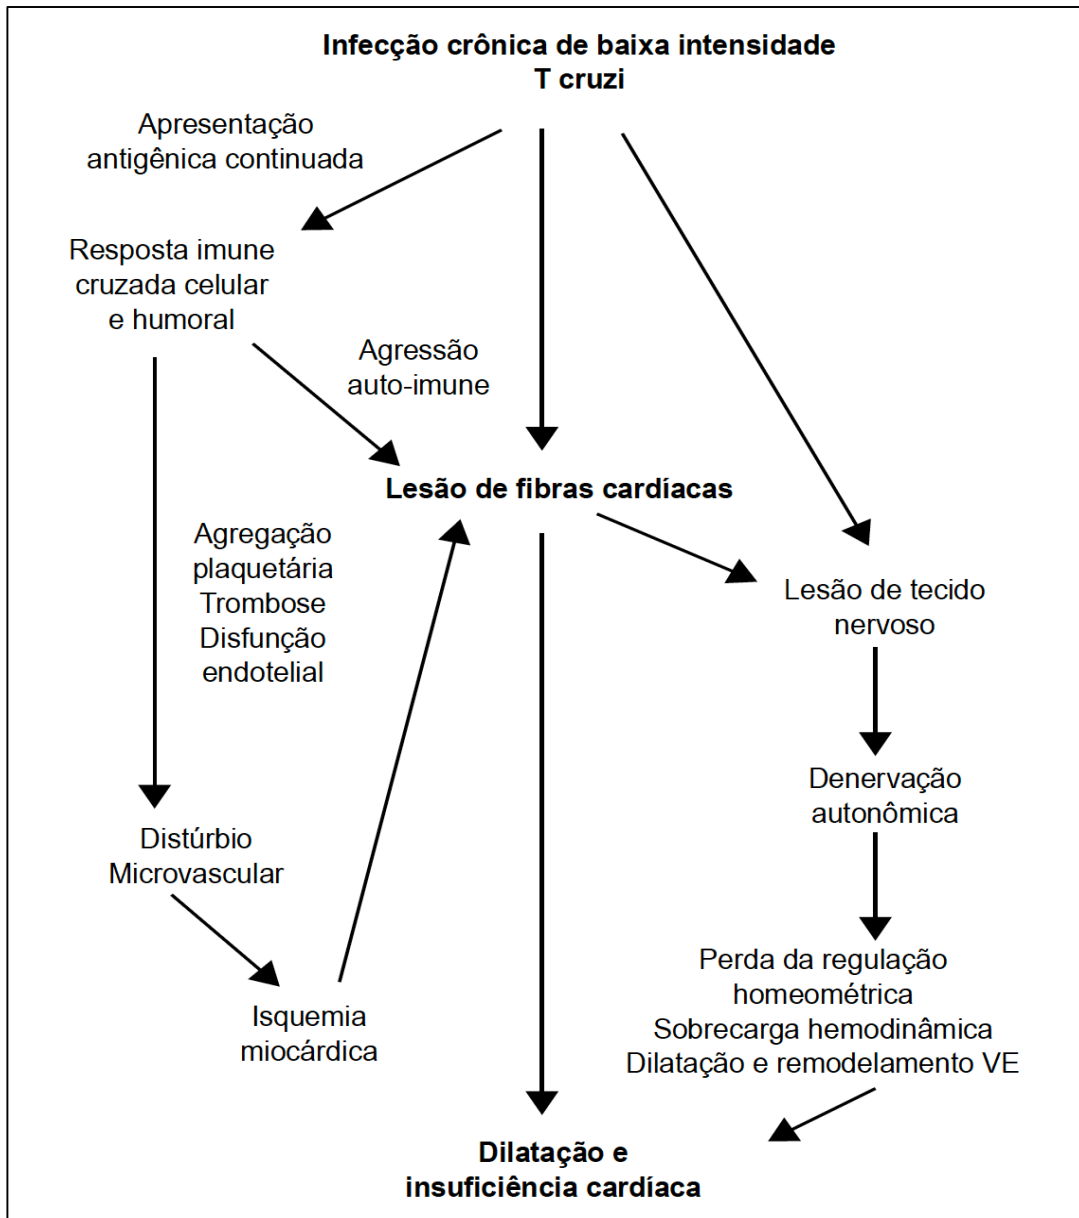 Infecção crônica de baixa intensidade
T cruzi
Apresentação
antigênica continuada
Resposta imune
cruzada celular
e humoral
Agressão
auto-imune
Lesão de fibras cardíacas
Agregação
plaquetária
Trombose
Disfunção
endotelial
Lesão de tecido
nervoso
Denervação
autonômica
Distúrbio
Microvascular
Isquemia
miocárdica
Perda da regulação
homeométrica
Sobrecarga hemodinâmica
Dilatação e remodelamento VE
Dilatação e
insuficiência cardíaca